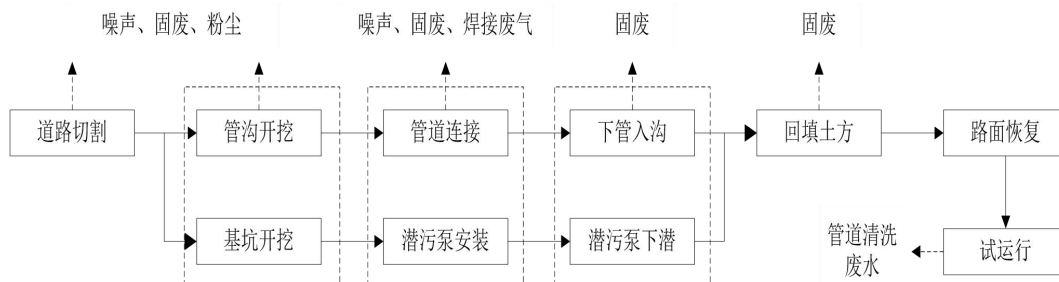 噪声、固废、粉尘
噪声、固废、焊接废气
固废
固废
道路切割
管沟开挖
管道连接
下管入沟
回填土方
路面恢复
基坑开挖
潜污泵安装
潜污泵下潜
管道清洗
废水
试运行